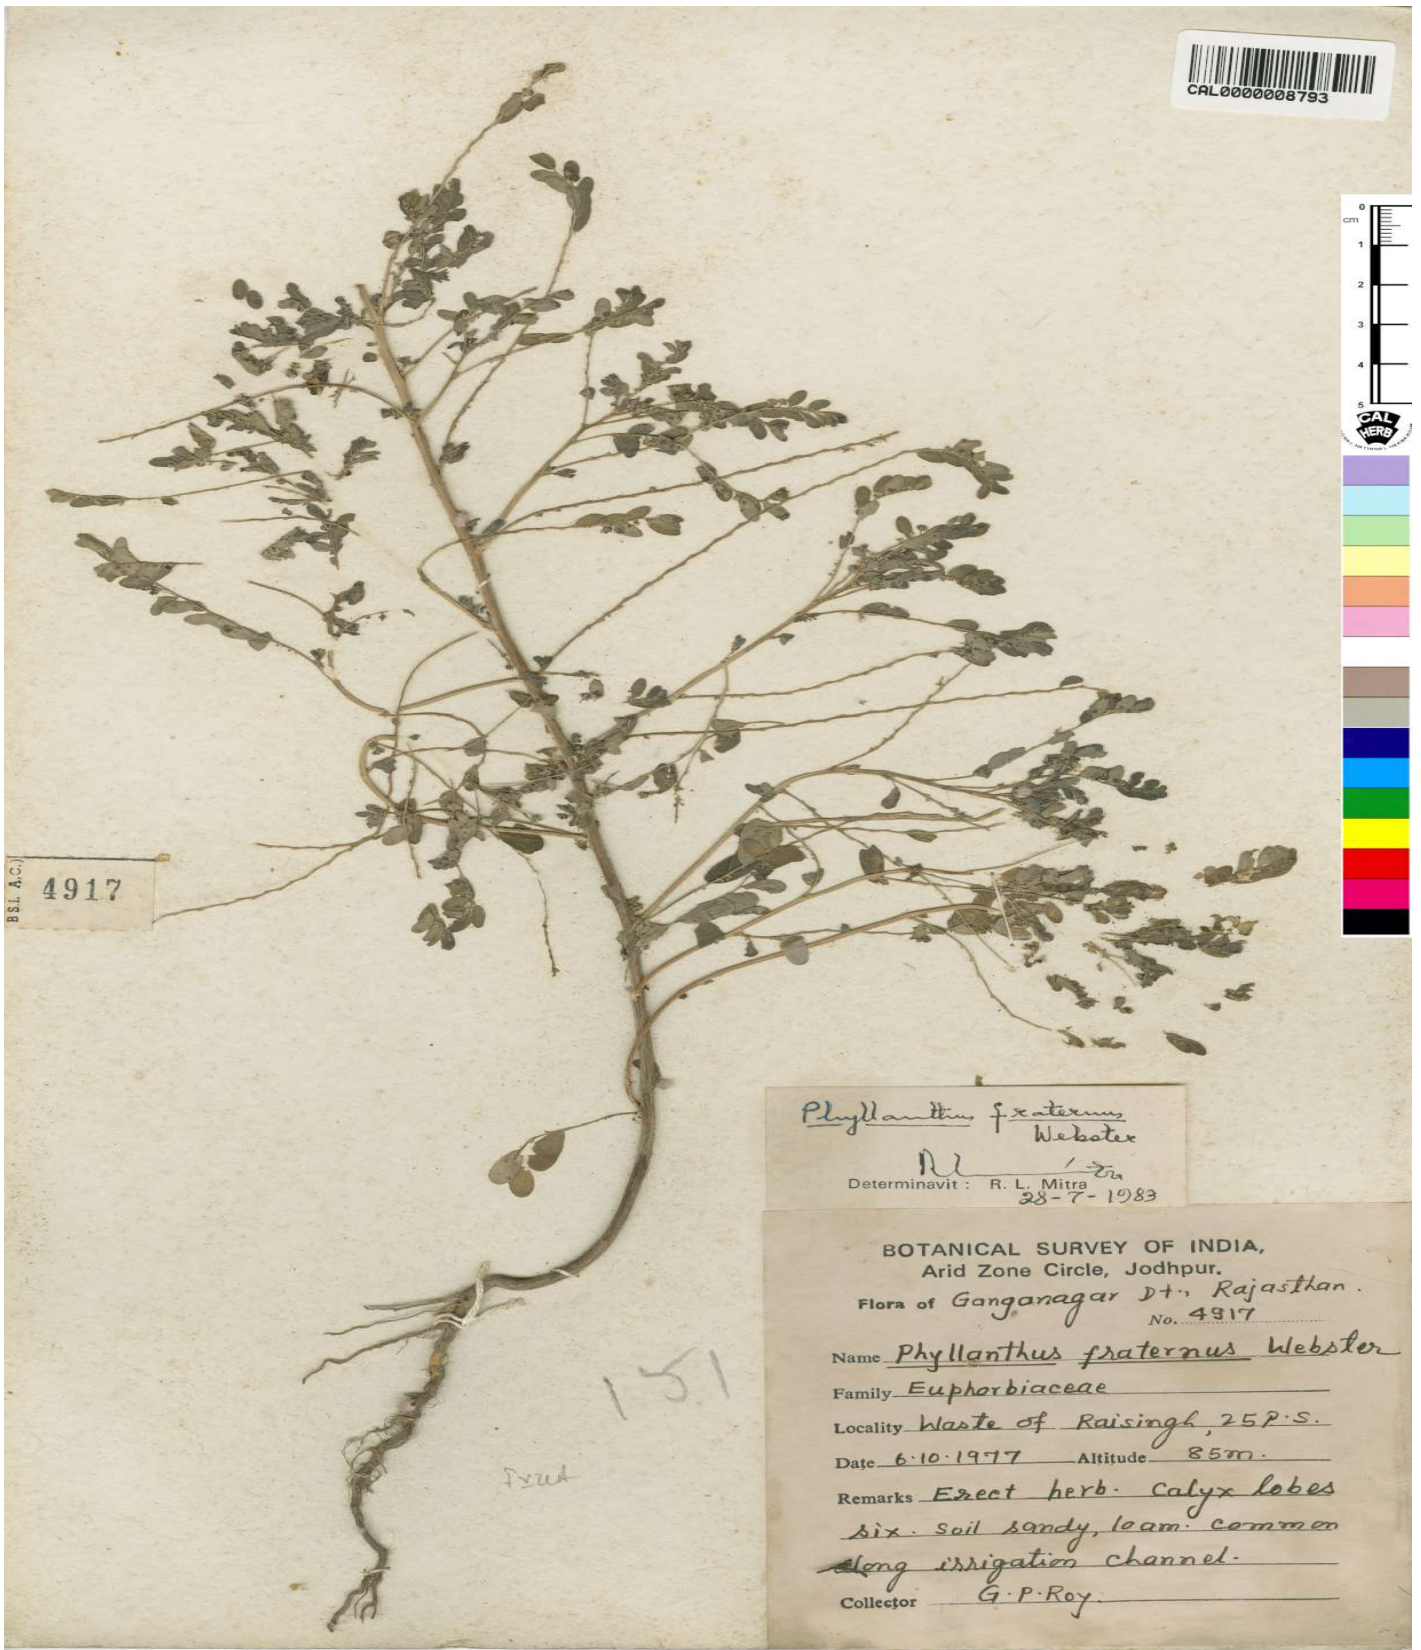 CAL0000008793
0
cm
1
2
3
4
5
CAL
HERB
B.S.I. A.C.)
4917
Phyllanthus fraternus
Webster
Determinavit : R. L. Mitra
28-7-1983
BOTANICAL SURVEY OF INDIA,
Arid Zone Circle, Jodhpur.
Flora of Ganganagar Dt., Rajasthan.
No. 4917
Name Phyllanthus fraternus Webster
Family Euphorbiaceae
Locality Waste of Raisingh, 25 P.S.
Date 6.10.1977 Altitude 85m.
Remarks Erect herb. Calyx lobes
six. soil sandy, loam. common
along irrigation channel.
Collector G.P.Roy.
151